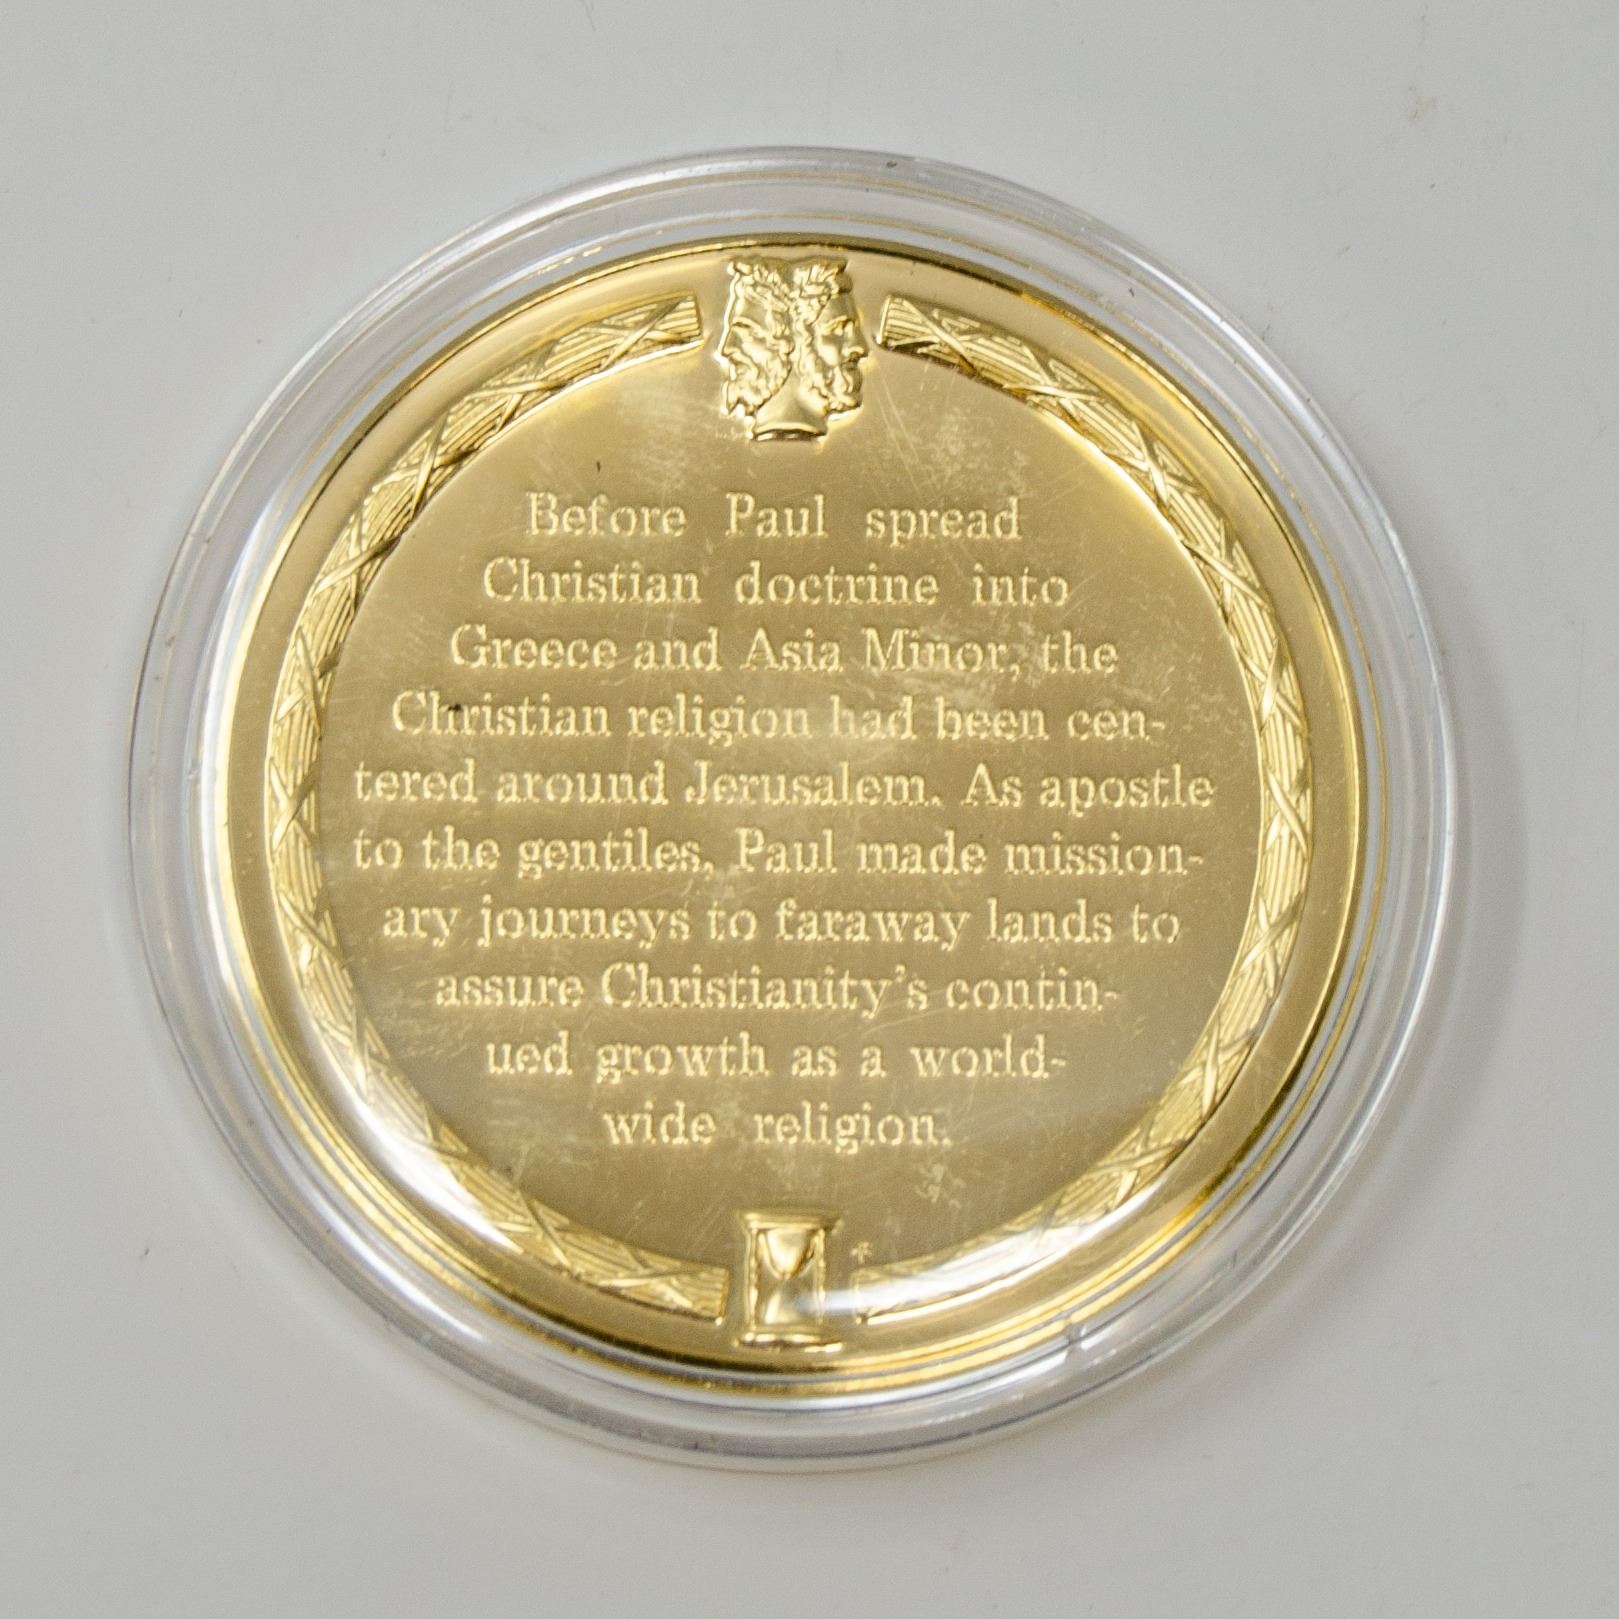 Before Paul spread
Christian doctrine into
Greece and Asia Minor, the
Christian religion had been cen-
tered around Jerusalem. As apostle
to the gentiles, Paul made mission-
ary journeys to faraway lands to
assure Christianity's contin-
ued growth as a world-
wide religion.